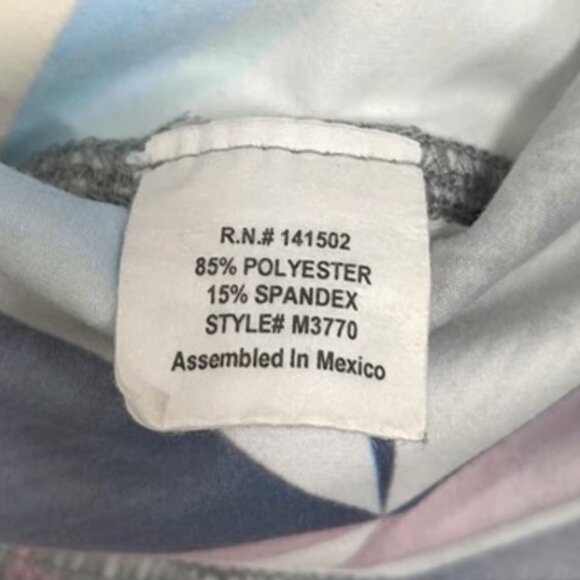 R.N.# 141502
85% POLYESTER
15% SPANDEX
STYLE# M3770
Assembled In Mexico